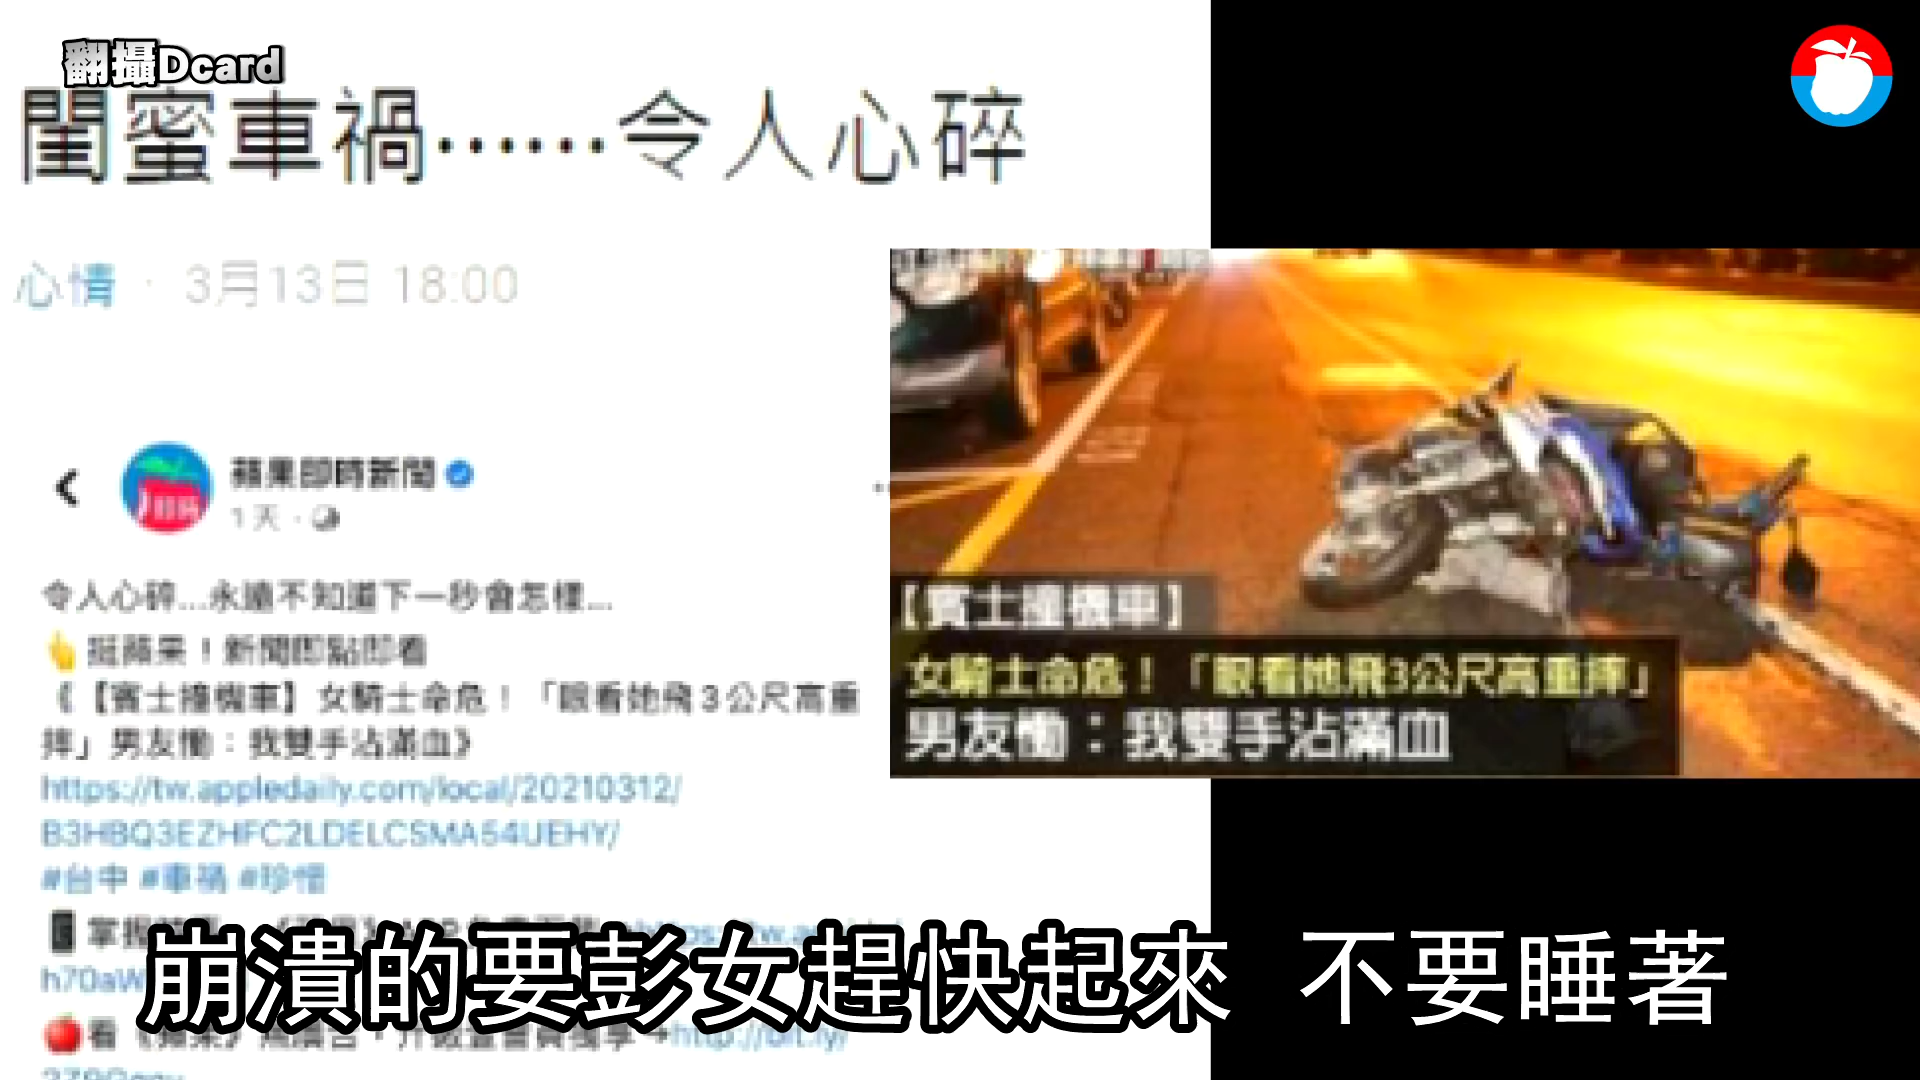 翻攝Dcard
閨蜜車禍⋯⋯令人心碎
心情 · 3月13日 18:00
蘋果即時新聞
1天
令人心碎...永遠不知道下一秒會怎樣...
👆挺蘋果！新聞即點即看
《【賓士撞機車】女騎士命危！「眼看她飛3公尺高重
摔」男友慟：我雙手沾滿血》
https://tw.appledaily.com/local/20210312/
B3HBQ3EZHFC2LDELCSMA54UEHY/
#台中 #車禍 #珍惜
【賓士撞機車】
女騎士命危！「眼看她飛3公尺高重摔」
男友慟：我雙手沾滿血
崩潰的要彭女趕快起來 不要睡著